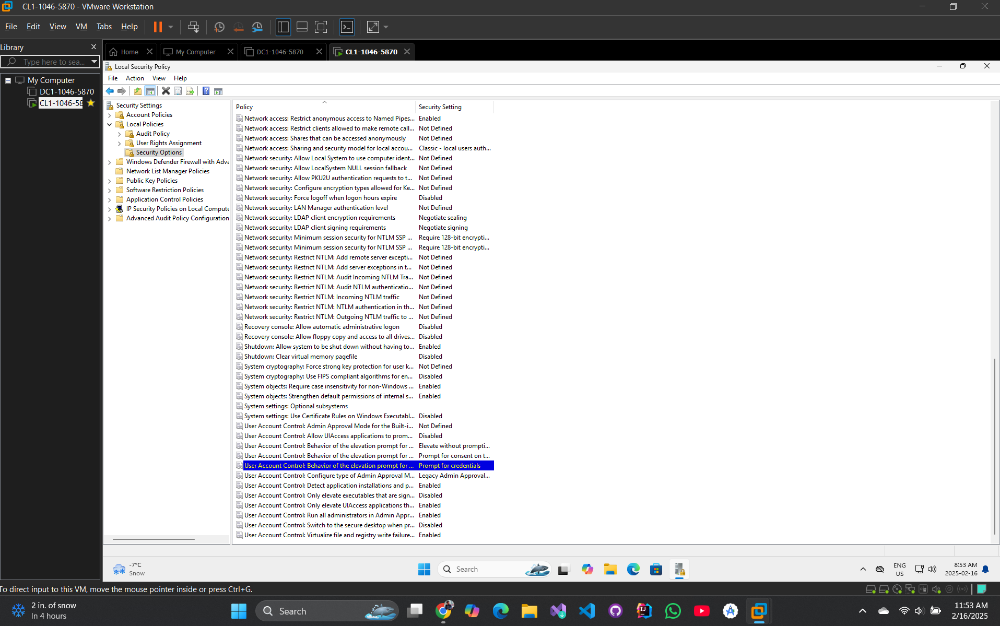 CL1-1046-5870 - VMware Workstation
File Edit View VM Tabs Help
Library
Type here to sea...
Home
My Computer
DC1-1046-5870
CL1-1046-5870
My Computer
DC1-1046-5870
CL1-1046-58
Local Security Policy
File Action View Help
Security Settings
Account Policies
Local Policies
Audit Policy
User Rights Assignment
Security Options
Windows Defender Firewall with Adva
Network List Manager Policies
Public Key Policies
Software Restriction Policies
Application Control Policies
IP Security Policies on Local Compute
Advanced Audit Policy Configuration
Policy Security Setting
Network access: Restrict anonymous access to Named Pipes... Enabled
Network access: Restrict clients allowed to make remote call... Not Defined
Network access: Shares that can be accessed anonymously Not Defined
Network access: Sharing and security model for local accou... Classic - local users auth...
Network security: Allow Local System to use computer ident... Not Defined
Network security: Allow LocalSystem NULL session fallback Not Defined
Network security: Allow PKU2U authentication requests to t... Not Defined
Network security: Configure encryption types allowed for Ke... Not Defined
Network security: Force logoff when logon hours expire Disabled
Network security: LAN Manager authentication level Not Defined
Network security: LDAP client encryption requirements Negotiate sealing
Network security: LDAP client signing requirements Negotiate signing
Network security: Minimum session security for NTLM SSP ... Require 128-bit encrypti...
Network security: Minimum session security for NTLM SSP ... Require 128-bit encrypti...
Network security: Restrict NTLM: Add remote server excepti... Not Defined
Network security: Restrict NTLM: Add server exceptions in t... Not Defined
Network security: Restrict NTLM: Audit Incoming NTLM Tra... Not Defined
Network security: Restrict NTLM: Audit NTLM authenticatio... Not Defined
Network security: Restrict NTLM: Incoming NTLM traffic Not Defined
Network security: Restrict NTLM: NTLM authentication in th... Not Defined
Network security: Restrict NTLM: Outgoing NTLM traffic to ... Not Defined
Recovery console: Allow automatic administrative logon Disabled
Recovery console: Allow floppy copy and access to all drives... Disabled
Shutdown: Allow system to be shut down without having to... Enabled
Shutdown: Clear virtual memory pagefile Disabled
System cryptography: Force strong key protection for user k... Not Defined
System cryptography: Use FIPS compliant algorithms for en... Disabled
System objects: Require case insensitivity for non-Windows ... Enabled
System objects: Strengthen default permissions of internal s... Enabled
System settings: Optional subsystems
System settings: Use Certificate Rules on Windows Executabl... Disabled
User Account Control: Admin Approval Mode for the Built-i... Not Defined
User Account Control: Allow UIAccess applications to prom... Disabled
User Account Control: Behavior of the elevation prompt for ... Elevate without prompti...
User Account Control: Behavior of the elevation prompt for ... Prompt for consent on t...
User Account Control: Behavior of the elevation prompt for ... Prompt for credentials
User Account Control: Configure type of Admin Approval M... Legacy Admin Approval...
User Account Control: Detect application installations and p... Enabled
User Account Control: Only elevate executables that are sign... Disabled
User Account Control: Only elevate UIAccess applications th... Enabled
User Account Control: Run all administrators in Admin Appr... Enabled
User Account Control: Switch to the secure desktop when pr... Disabled
User Account Control: Virtualize file and registry write failure... Enabled
-7°C
Snow
Search
ENG
US
8:53 AM
2025-02-16
To direct input to this VM, move the mouse pointer inside or press Ctrl+G.
2 in. of snow
In 4 hours
Search
11:53 AM
2/16/2025